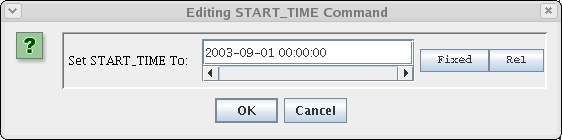 Editing START_TIME Command
?
Set START_TIME To: 2003-09-01 00:00:00 Fixed Rel
OK Cancel